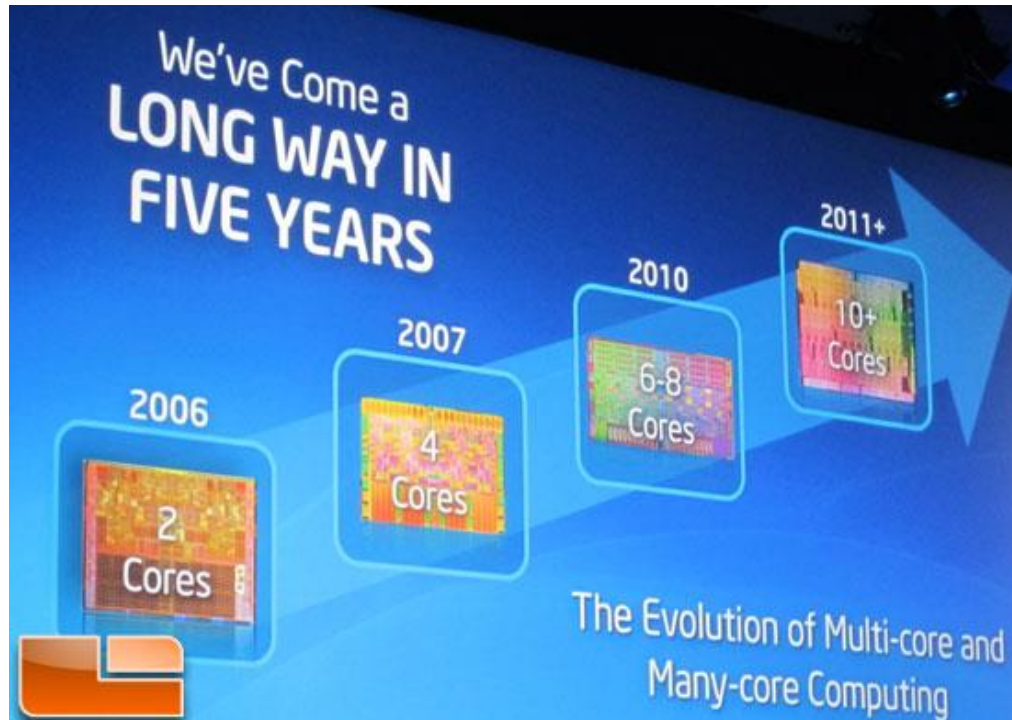 We've Come a
LONG WAY IN
FIVE YEARS
2006
2
Cores
2007
4
Cores
2010
6-8
Cores
2011+
10+
Cores
The Evolution of Multi-core and
Many-core Computing